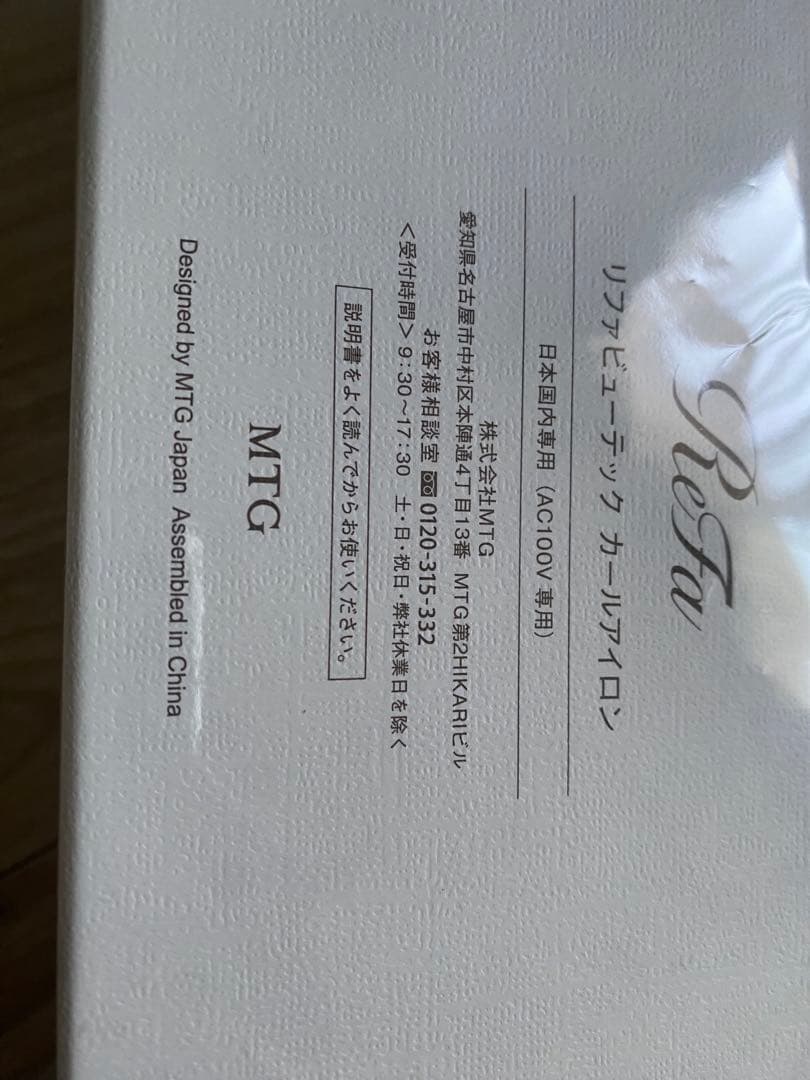 ReFa
リファビューテック カールアイロン
日本国内専用（AC100V 専用）
株式会社MTG
愛知県名古屋市中村区本陣通4丁目13番 MTG第2HIKARIビル
お客様相談室 0120-315-332
＜受付時間＞9:30〜17:30 土・日・祝日・弊社休業日を除く
説明書をよく読んでからお使いください。
MTG
Designed by MTG Japan Assembled in China